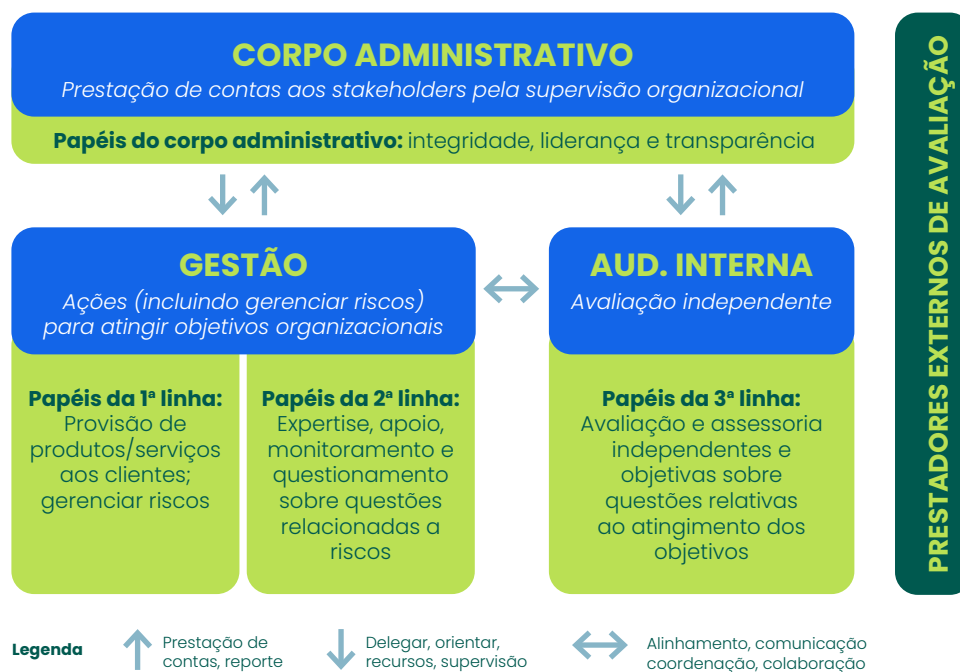 CORPO ADMINISTRATIVO
Prestação de contas aos stakeholders pela supervisão organizacional
Papéis do corpo administrativo: integridade, liderança e transparência
GESTÃO
Ações (incluindo gerenciar riscos)
para atingir objetivos organizacionais
AUD. INTERNA
Avaliação independente
Papéis da 1ª linha:
Provisão de
produtos/serviços
aos clientes;
gerenciar riscos
Papéis da 2ª linha:
Expertise, apoio,
monitoramento e
questionamento
sobre questões
relacionadas a
riscos
Papéis da 3ª linha:
Avaliação e assessoria
independentes e
objetivas sobre
questões relativas
ao atingimento dos
objetivos
PRESTADORES EXTERNOS DE AVALIAÇÃO
Legenda
Prestação de
contas, reporte
Delegar, orientar,
recursos, supervisão
Alinhamento, comunicação
coordenação, colaboração